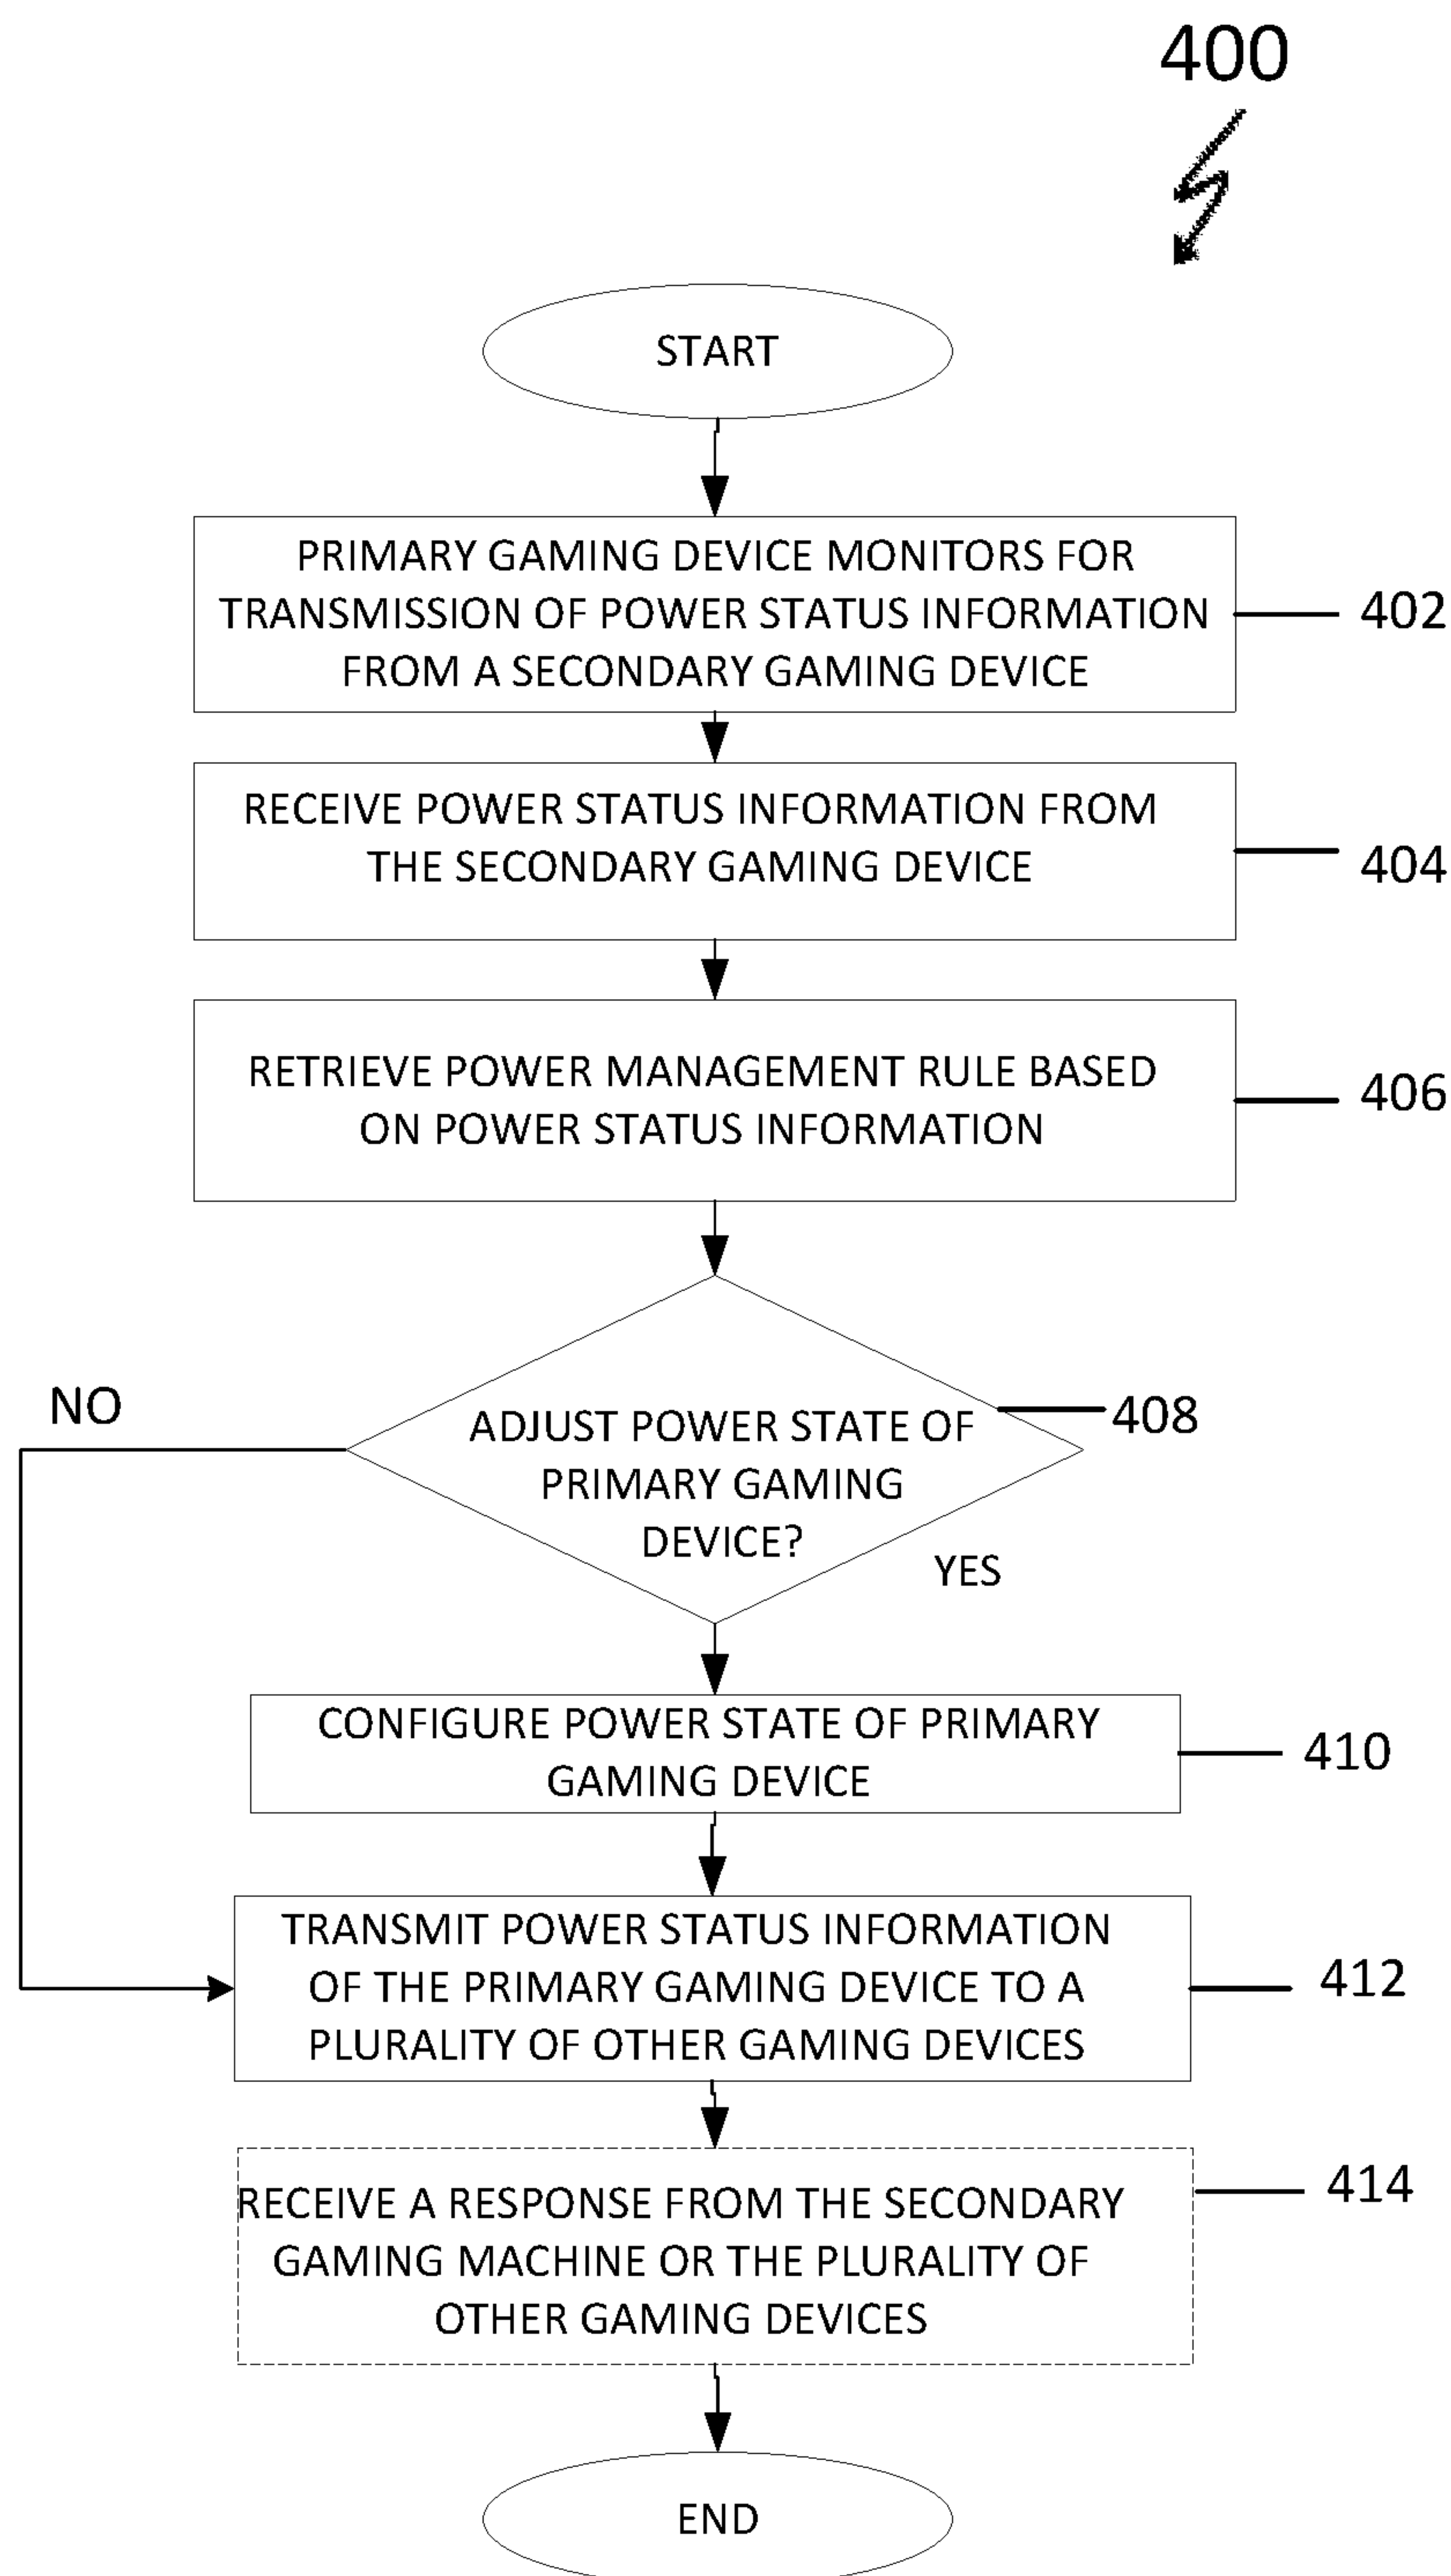 400
START
PRIMARY GAMING DEVICE MONITORS FOR
TRANSMISSION OF POWER STATUS INFORMATION
FROM A SECONDARY GAMING DEVICE
402
RECEIVE POWER STATUS INFORMATION FROM
THE SECONDARY GAMING DEVICE
404
RETRIEVE POWER MANAGEMENT RULE BASED
ON POWER STATUS INFORMATION
406
NO
ADJUST POWER STATE OF
PRIMARY GAMING
DEVICE?
408
YES
CONFIGURE POWER STATE OF PRIMARY
GAMING DEVICE
410
TRANSMIT POWER STATUS INFORMATION
OF THE PRIMARY GAMING DEVICE TO A
PLURALITY OF OTHER GAMING DEVICES
412
RECEIVE A RESPONSE FROM THE SECONDARY
GAMING MACHINE OR THE PLURALITY OF
OTHER GAMING DEVICES
414
END